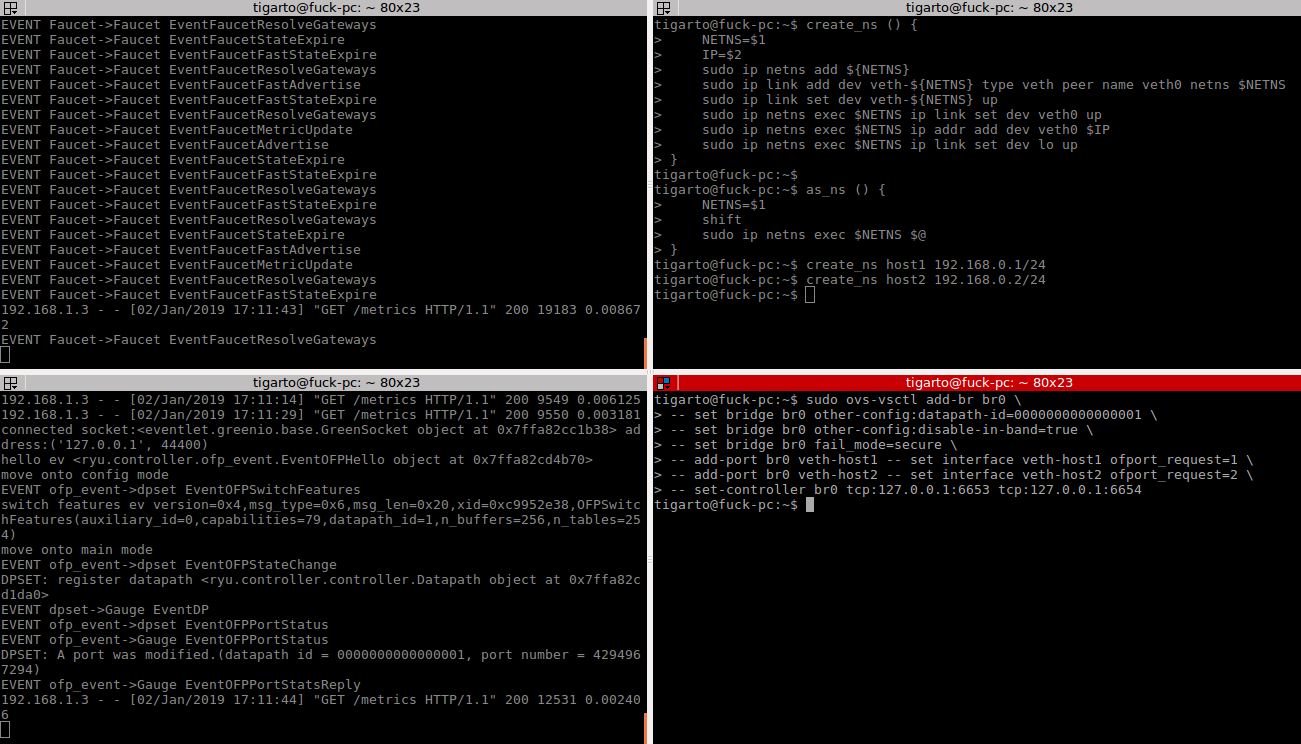 tigarto@fuck-pc: ~ 80x23
EVENT Faucet->Faucet EventFaucetResolveGateways
EVENT Faucet->Faucet EventFaucetStateExpire
EVENT Faucet->Faucet EventFaucetFastStateExpire
EVENT Faucet->Faucet EventFaucetResolveGateways
EVENT Faucet->Faucet EventFaucetFastAdvertise
EVENT Faucet->Faucet EventFaucetFastStateExpire
EVENT Faucet->Faucet EventFaucetResolveGateways
EVENT Faucet->Faucet EventFaucetMetricUpdate
EVENT Faucet->Faucet EventFaucetAdvertise
EVENT Faucet->Faucet EventFaucetStateExpire
EVENT Faucet->Faucet EventFaucetFastStateExpire
EVENT Faucet->Faucet EventFaucetResolveGateways
EVENT Faucet->Faucet EventFaucetFastStateExpire
EVENT Faucet->Faucet EventFaucetResolveGateways
EVENT Faucet->Faucet EventFaucetStateExpire
EVENT Faucet->Faucet EventFaucetFastAdvertise
EVENT Faucet->Faucet EventFaucetMetricUpdate
EVENT Faucet->Faucet EventFaucetResolveGateways
EVENT Faucet->Faucet EventFaucetFastStateExpire
192.168.1.3 - - [02/Jan/2019 17:11:43] "GET /metrics HTTP/1.1" 200 19183 0.00867
2
EVENT Faucet->Faucet EventFaucetResolveGateways
tigarto@fuck-pc: ~ 80x23
tigarto@fuck-pc:~$ create_ns () {
>     NETNS=$1
>     IP=$2
>     sudo ip netns add ${NETNS}
>     sudo ip link add dev veth-${NETNS} type veth peer name veth0 netns $NETNS
>     sudo ip link set dev veth-${NETNS} up
>     sudo ip netns exec $NETNS ip link set dev veth0 up
>     sudo ip netns exec $NETNS ip addr add dev veth0 $IP
>     sudo ip netns exec $NETNS ip link set dev lo up
> }
tigarto@fuck-pc:~$
tigarto@fuck-pc:~$ as_ns () {
>     NETNS=$1
>     shift
>     sudo ip netns exec $NETNS $@
> }
tigarto@fuck-pc:~$ create_ns host1 192.168.0.1/24
tigarto@fuck-pc:~$ create_ns host2 192.168.0.2/24
tigarto@fuck-pc:~$
tigarto@fuck-pc: ~ 80x23
192.168.1.3 - - [02/Jan/2019 17:11:14] "GET /metrics HTTP/1.1" 200 9549 0.006125
192.168.1.3 - - [02/Jan/2019 17:11:29] "GET /metrics HTTP/1.1" 200 9550 0.003181
connected socket:<eventlet.greenio.base.GreenSocket object at 0x7ffa82cc1b38> ad
dress:('127.0.0.1', 44400)
hello ev <ryu.controller.ofp_event.EventOFPHello object at 0x7ffa82cd4b70>
move onto config mode
EVENT ofp_event->dpset EventOFPSwitchFeatures
switch features ev version=0x4,msg_type=0x6,msg_len=0x20,xid=0xc9952e38,OFPSwitc
hFeatures(auxiliary_id=0,capabilities=79,datapath_id=1,n_buffers=256,n_tables=25
4)
move onto main mode
EVENT ofp_event->dpset EventOFPStateChange
DPSET: register datapath <ryu.controller.controller.Datapath object at 0x7ffa82c
d1da0>
EVENT dpset->Gauge EventDP
EVENT ofp_event->dpset EventOFPPortStatus
EVENT ofp_event->Gauge EventOFPPortStatus
DPSET: A port was modified.(datapath id = 0000000000000001, port number = 429496
7294)
EVENT ofp_event->Gauge EventOFPPortStatsReply
192.168.1.3 - - [02/Jan/2019 17:11:44] "GET /metrics HTTP/1.1" 200 12531 0.00240
6
tigarto@fuck-pc: ~ 80x23
tigarto@fuck-pc:~$ sudo ovs-vsctl add-br br0 \
> -- set bridge br0 other-config:datapath-id=0000000000000001 \
> -- set bridge br0 other-config:disable-in-band=true \
> -- set bridge br0 fail_mode=secure \
> -- add-port br0 veth-host1 -- set interface veth-host1 ofport_request=1 \
> -- add-port br0 veth-host2 -- set interface veth-host2 ofport_request=2 \
> -- set-controller br0 tcp:127.0.0.1:6653 tcp:127.0.0.1:6654
tigarto@fuck-pc:~$